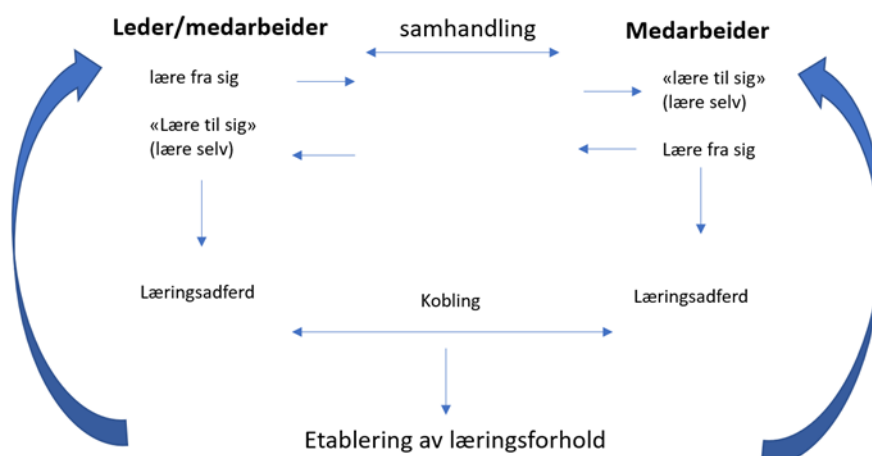 Leder/medarbeider
samhandling
Medarbeider
lære fra sig
«lære til sig»
(lære selv)
«Lære til sig»
(lære selv)
Lære fra sig
Læringsadferd
Kobling
Læringsadferd
Etablering av læringsforhold